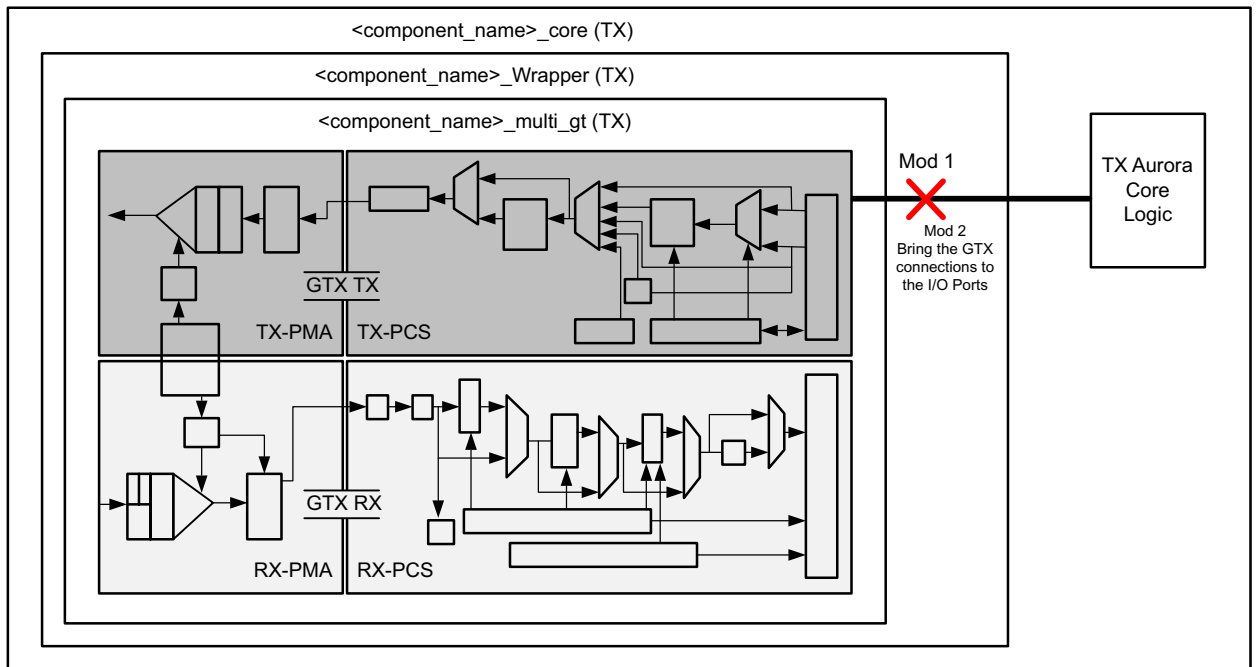 <component_name>_core (TX)
<component_name>_Wrapper (TX)
<component_name>_multi_gt (TX)
Mod 1
Mod 2
Bring the GTX
connections to
the I/O Ports
TX Aurora
Core
Logic
GTX TX
TX-PMA
TX-PCS
GTX RX
RX-PMA
RX-PCS